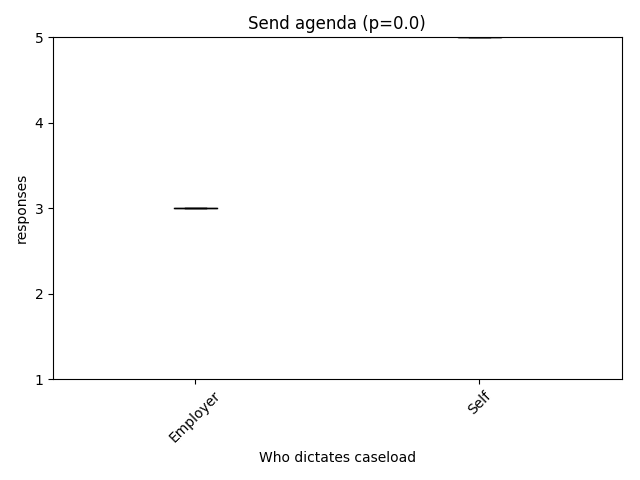 Send agenda (p=0.0)
5
4
3
2
1
responses
Employer
Self
Who dictates caseload